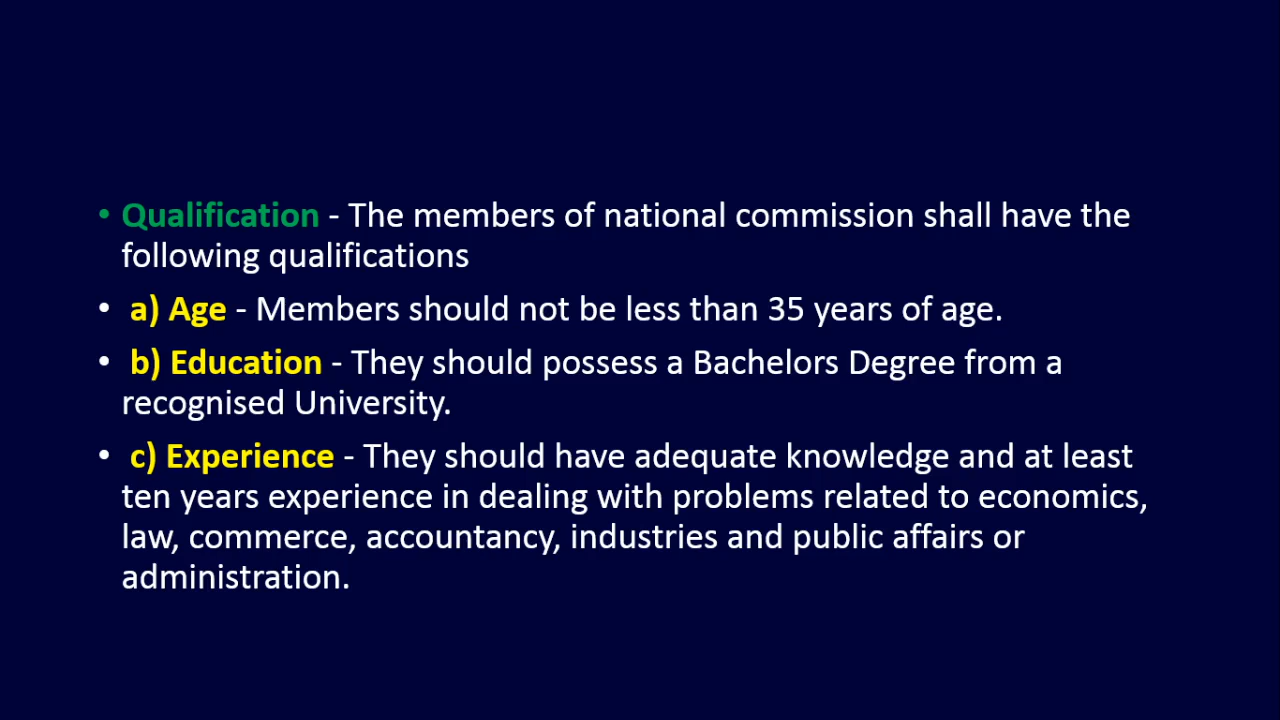 • Qualification - The members of national commission shall have the
following qualifications
• a) Age - Members should not be less than 35 years of age.
• b) Education - They should possess a Bachelors Degree from a
recognised University.
• c) Experience - They should have adequate knowledge and at least
ten years experience in dealing with problems related to economics,
law, commerce, accountancy, industries and public affairs or
administration.